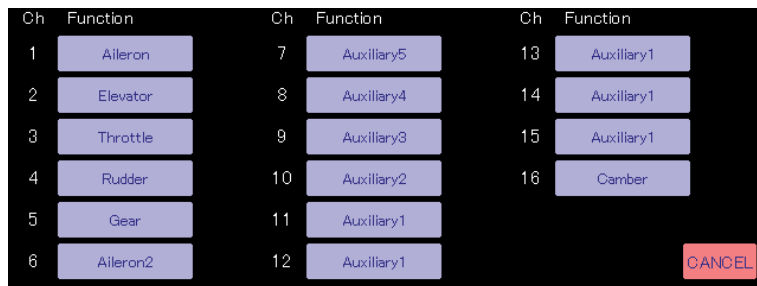 Ch Function Ch Function Ch Function
1 Aileron 7 Auxiliary5 13 Auxiliary1
2 Elevator 8 Auxiliary4 14 Auxiliary1
3 Throttle 9 Auxiliary3 15 Auxiliary1
4 Rudder 10 Auxiliary2 16 Camber
5 Gear 11 Auxiliary1
6 Aileron2 12 Auxiliary1 CANCEL